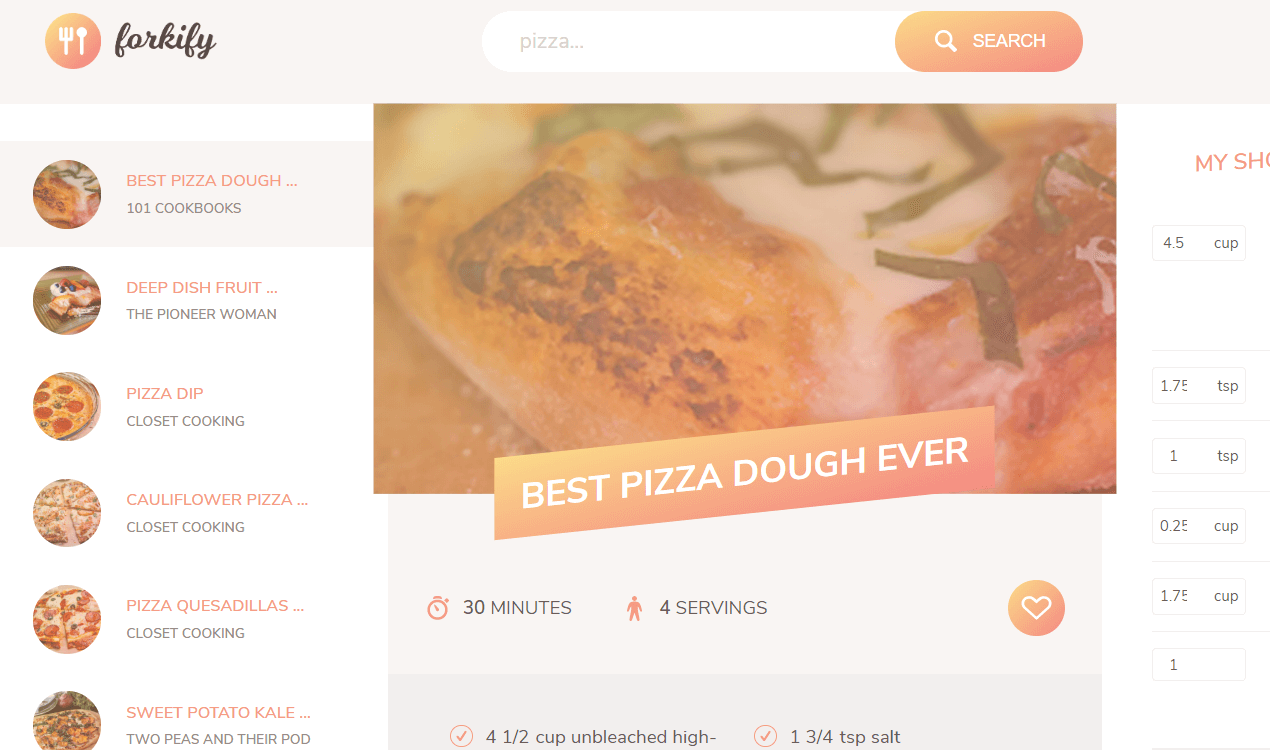 forkify
pizza...
SEARCH
BEST PIZZA DOUGH ...
101 COOKBOOKS
DEEP DISH FRUIT ...
THE PIONEER WOMAN
PIZZA DIP
CLOSET COOKING
CAULIFLOWER PIZZA ...
CLOSET COOKING
PIZZA QUESADILLAS ...
CLOSET COOKING
SWEET POTATO KALE ...
TWO PEAS AND THEIR POD
BEST PIZZA DOUGH EVER
30 MINUTES
4 SERVINGS
4 1/2 cup unbleached high-
1 3/4 tsp salt
MY SHO
4.5 cup
1.75 tsp
1 tsp
0.25 cup
1.75 cup
1